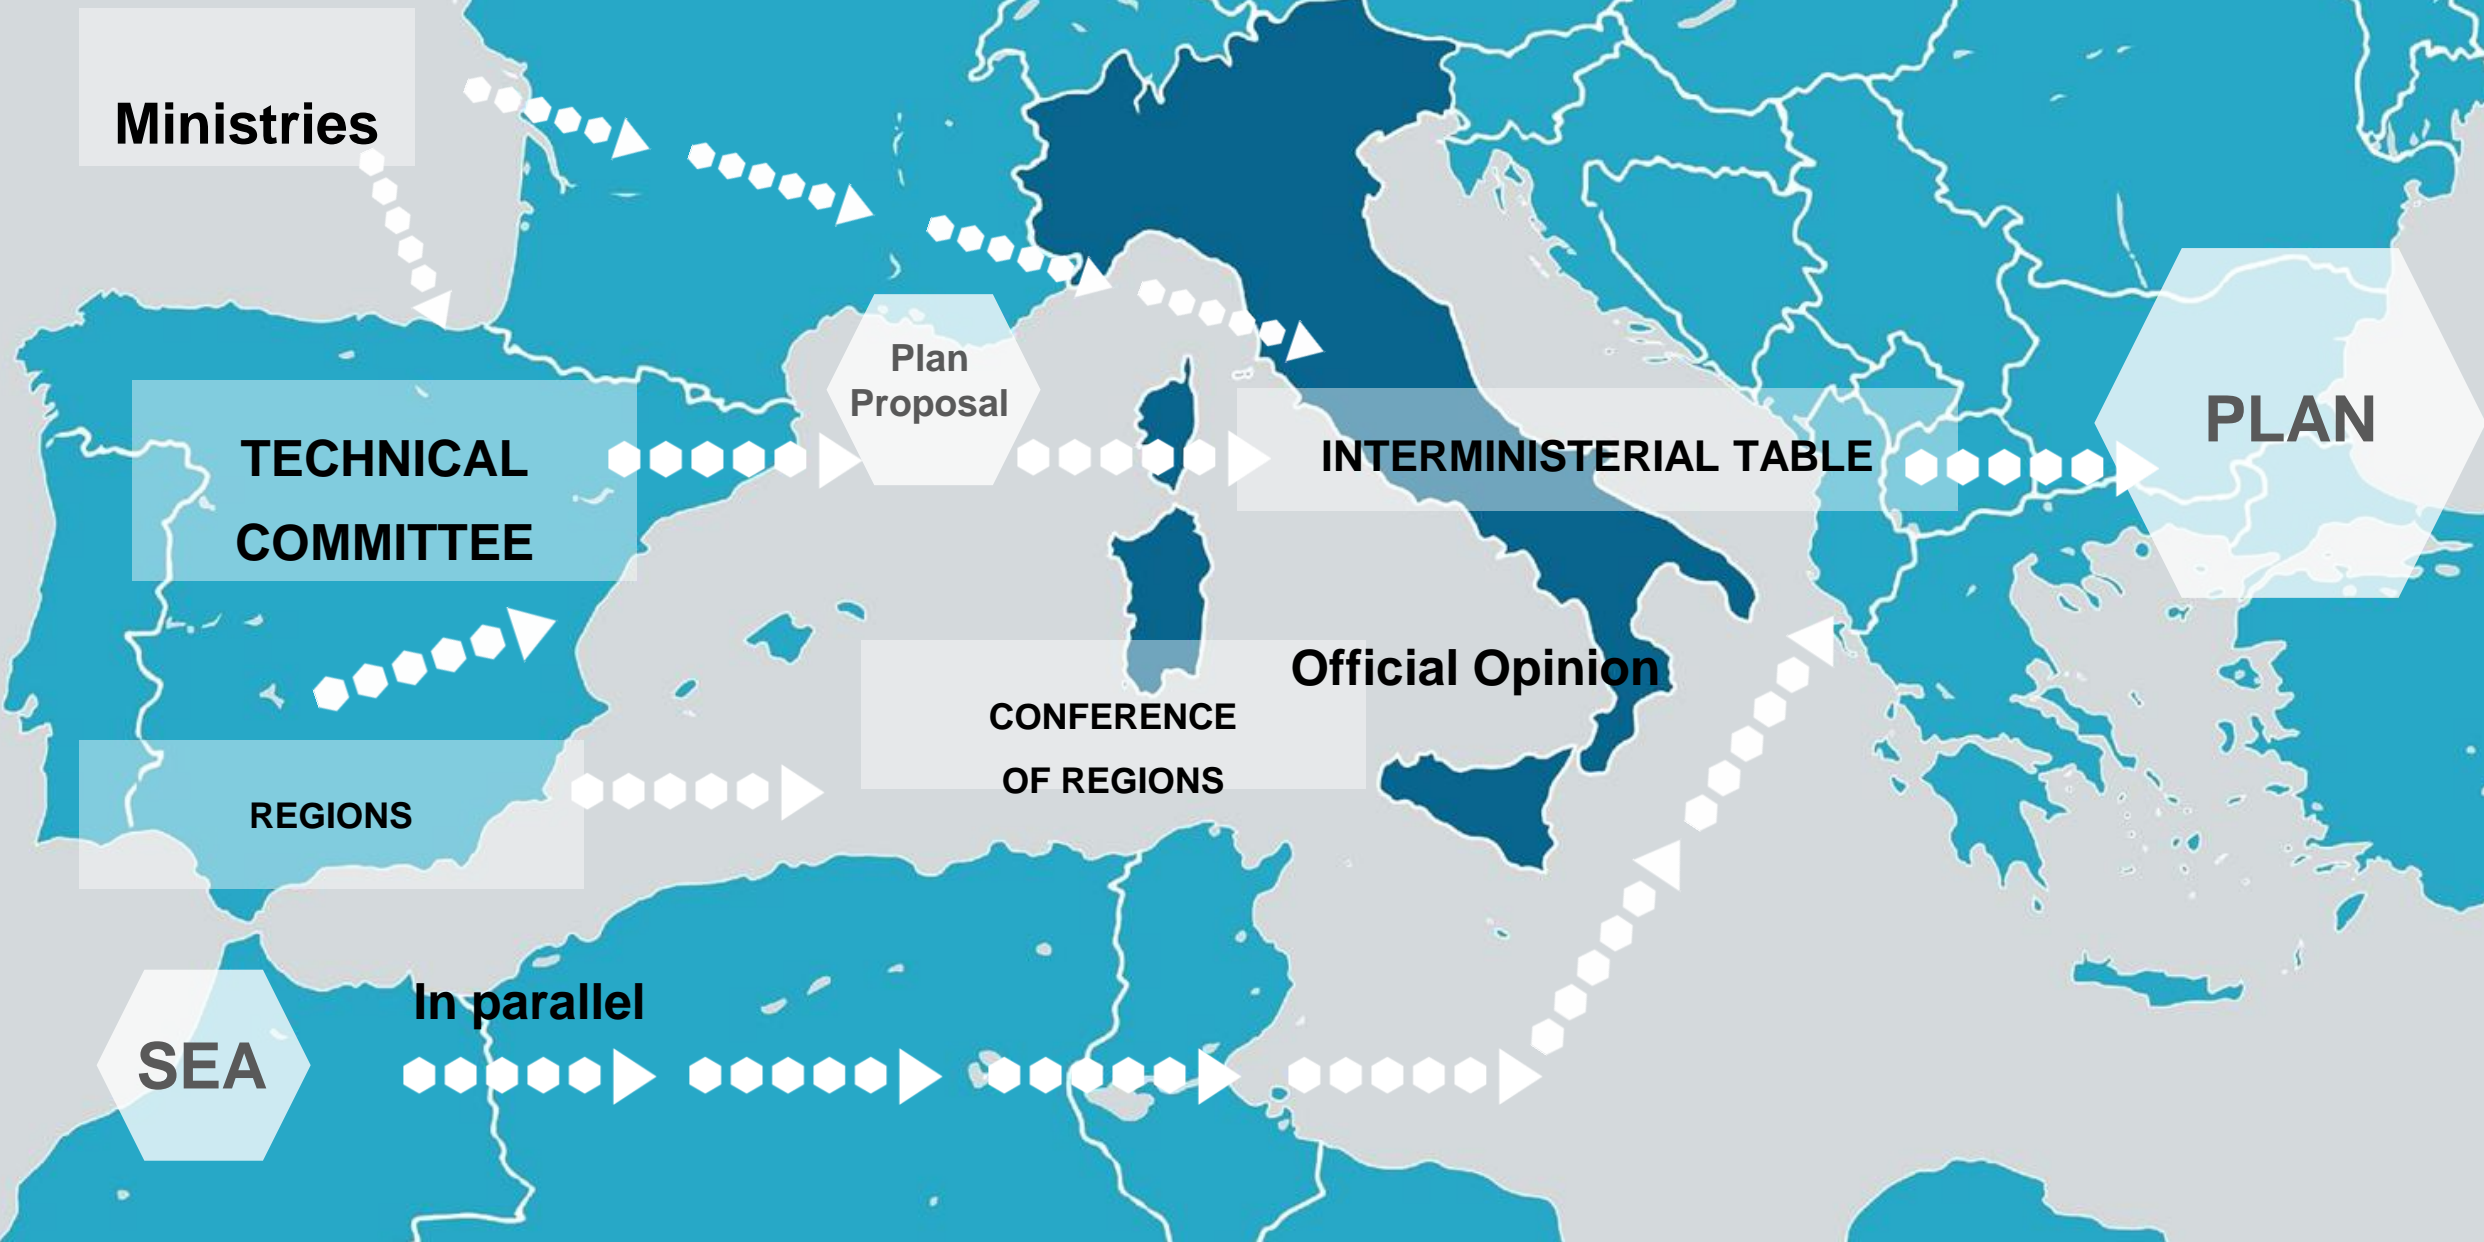 Ministries
Plan
Proposal
PLAN
TECHNICAL
COMMITTEE
INTERMINISTERIAL TABLE
Official Opinion
CONFERENCE
OF REGIONS
REGIONS
In parallel
SEA